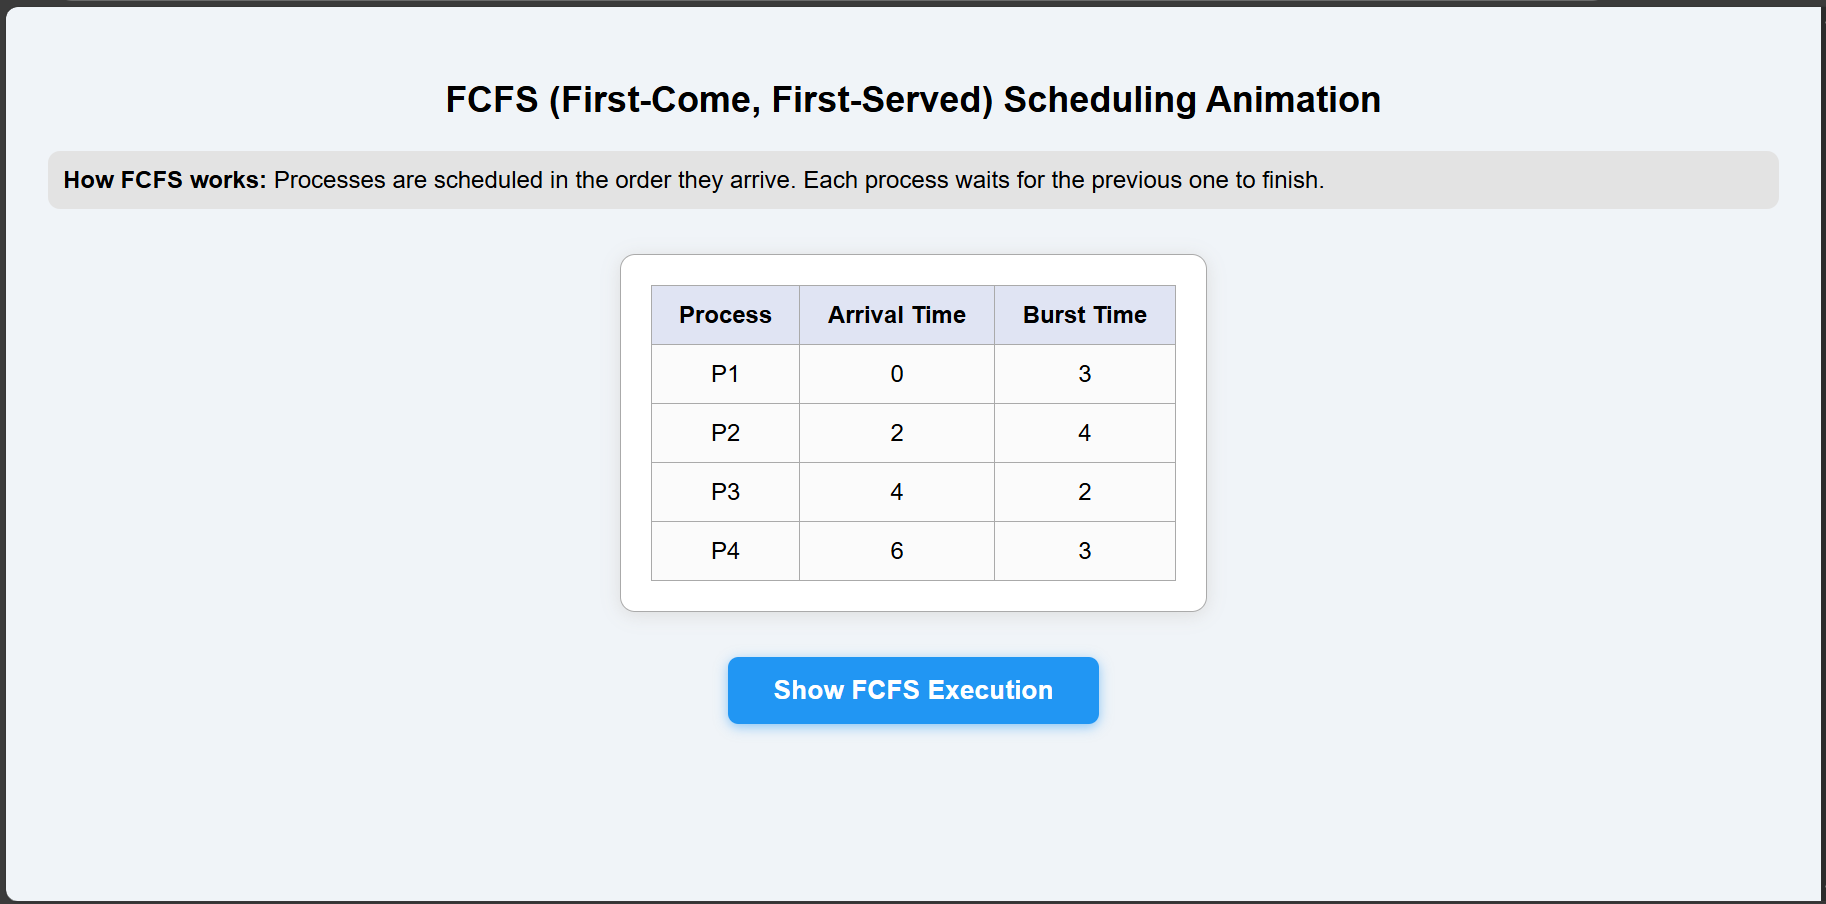 FCFS (First-Come, First-Served) Scheduling Animation
How FCFS works: Processes are scheduled in the order they arrive. Each process waits for the previous one to finish.
Process Arrival Time Burst Time
P1 0 3
P2 2 4
P3 4 2
P4 6 3
Show FCFS Execution